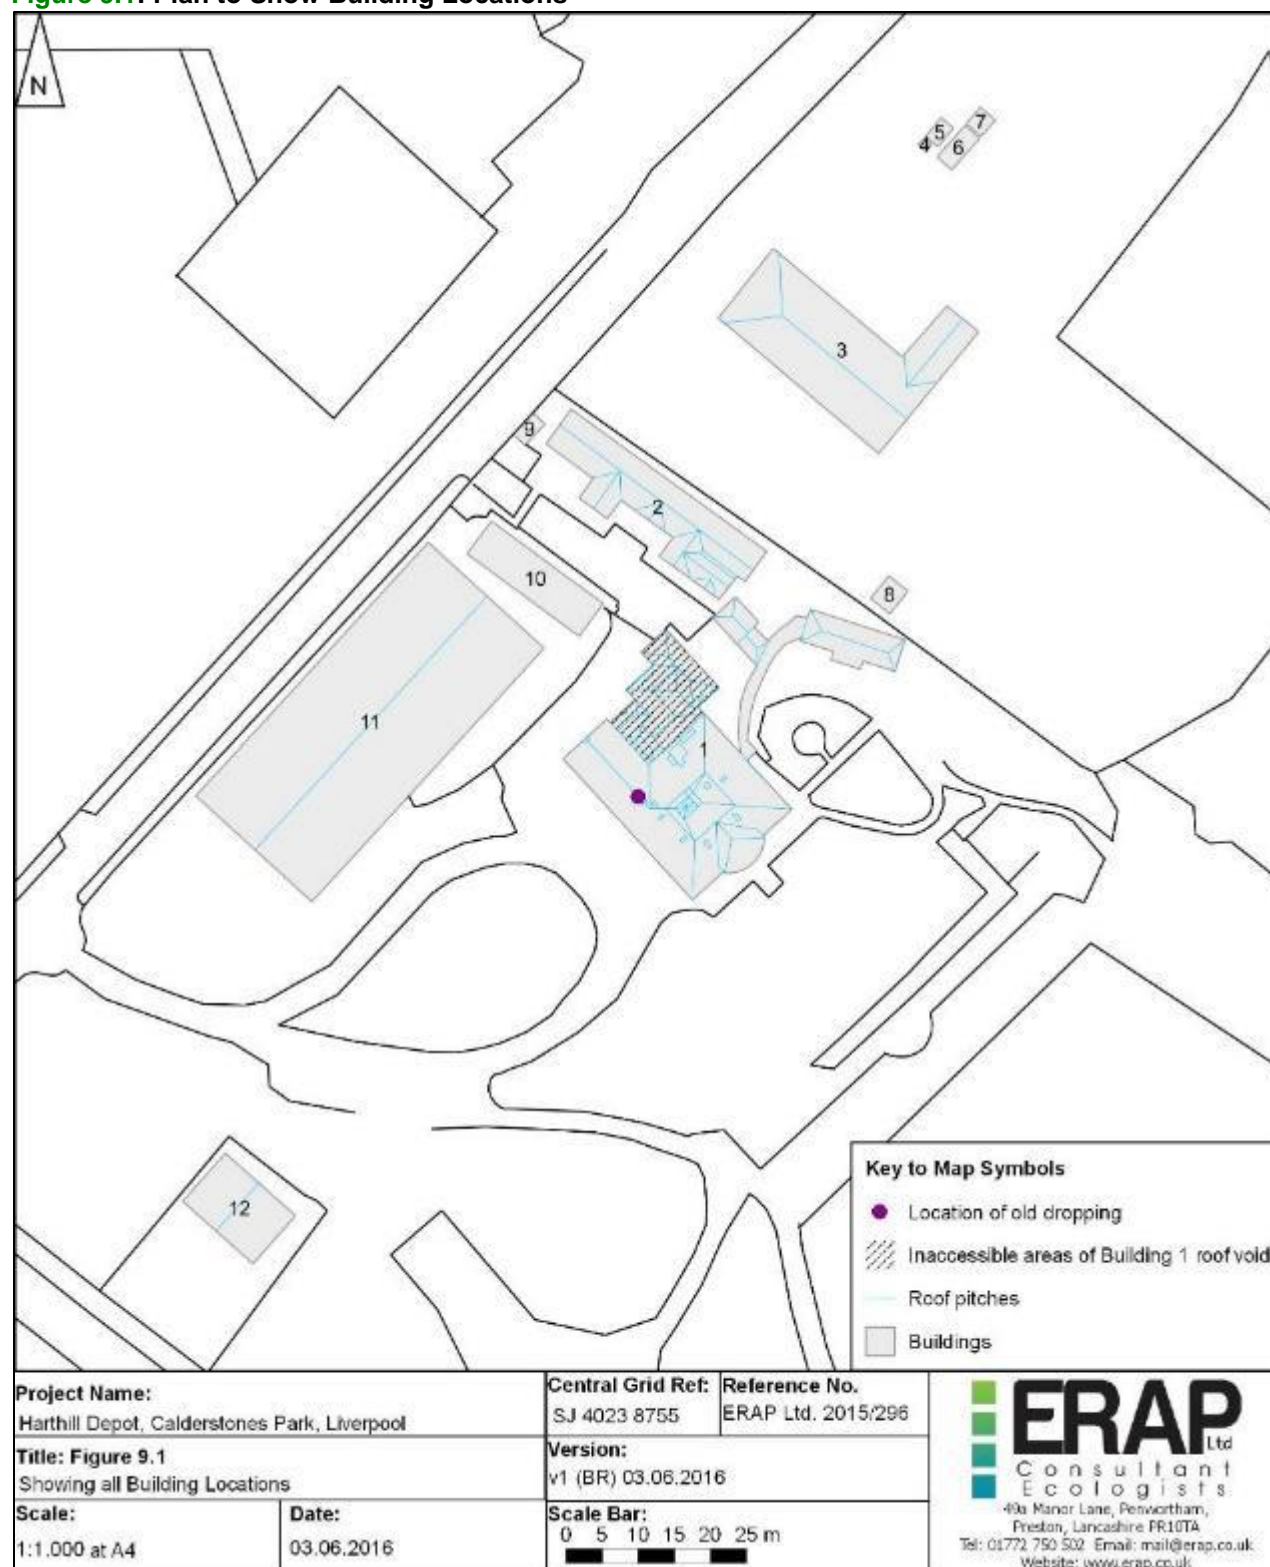 Figure 9.1: Plan to Show Building Locations
N
5
7
4
6
3
9
2
10
8
11
1
12
Key to Map Symbols
Location of old dropping
Inaccessible areas of Building 1 roof void
Roof pitches
Buildings
Project Name:
Harthill Depot, Calderstones Park, Liverpool
Title: Figure 9.1
Showing all Building Locations
Scale:
1:1.000 at A4
Date:
03.06.2016
Central Grid Ref:
SJ 4023 8755
Reference No.
ERAP Ltd. 2015/296
Version:
v1 (BR) 03.06.2016
Scale Bar:
0 5 10 15 20 25 m
ERAP Ltd
Consultant
Ecologists
49a Manor Lane, Penwortham,
Preston, Lancashire PR10TA
Tel: 01772 750 502 Email: mail@erap.co.uk
Website: www.erap.co.uk